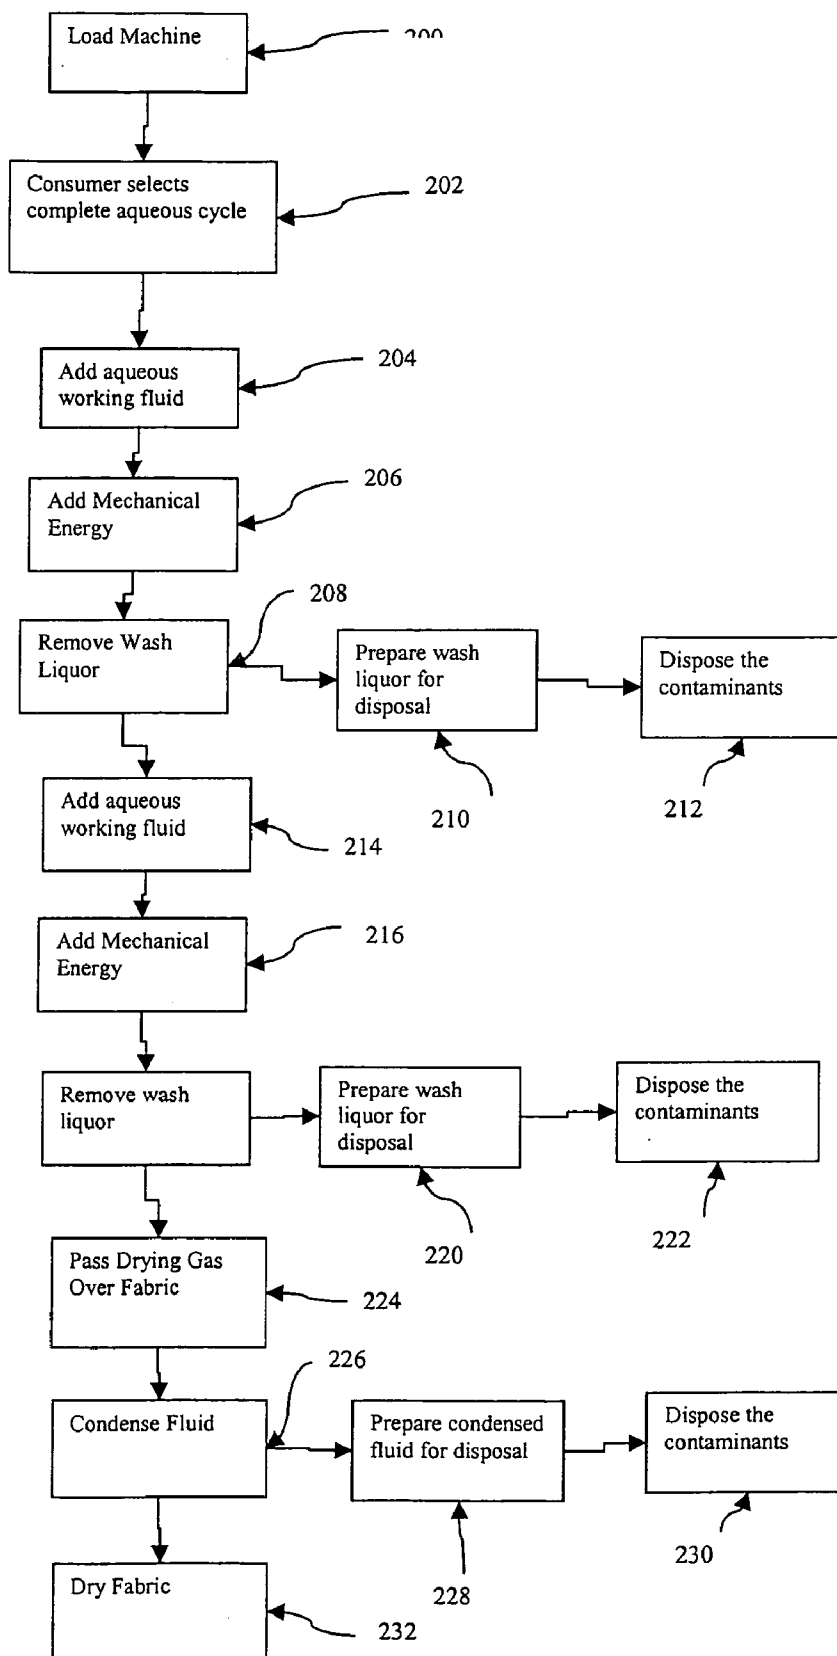 Load Machine
200
Consumer selects
complete aqueous cycle
202
Add aqueous
working fluid
204
Add Mechanical
Energy
206
208
Remove Wash
Liquor
Prepare wash
liquor for
disposal
Dispose the
contaminants
210
212
Add aqueous
working fluid
214
Add Mechanical
Energy
216
Remove wash
liquor
Prepare wash
liquor for
disposal
Dispose the
contaminants
220
222
Pass Drying Gas
Over Fabric
224
226
Condense Fluid
Prepare condensed
fluid for disposal
Dispose the
contaminants
228
230
Dry Fabric
232